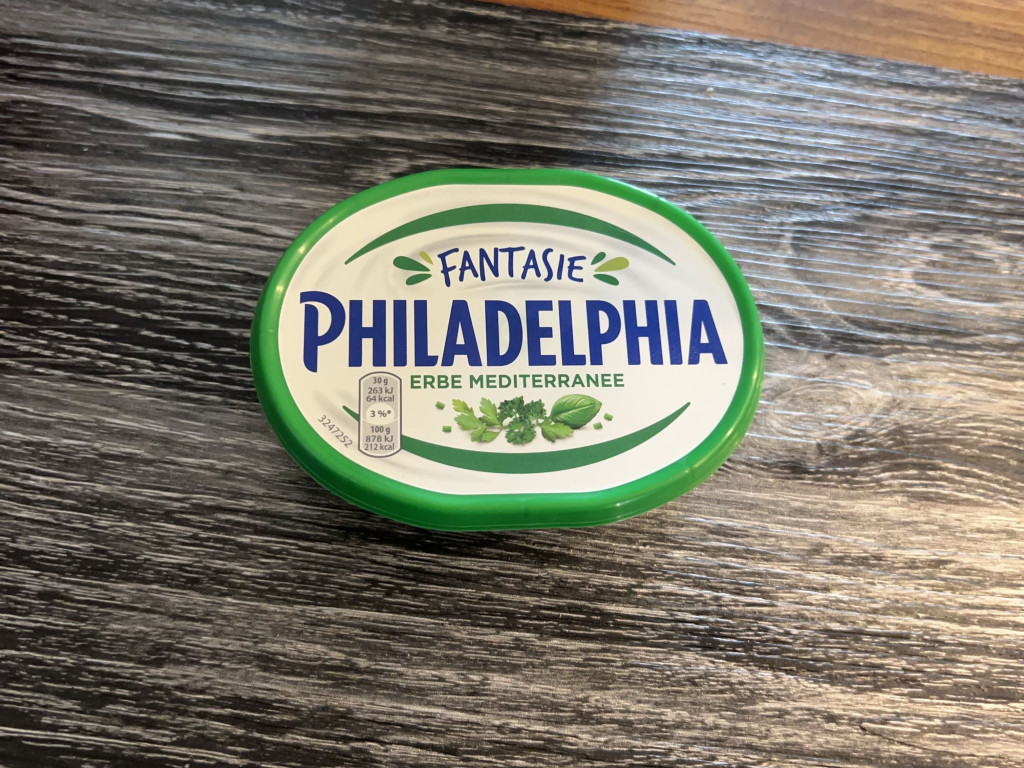 FANTASIE
PHILADELPHIA
ERBE MEDITERRANEE
30 g
263 kJ
64 kcal
3 %*
100 g
878 kJ
212 kcal
3247252